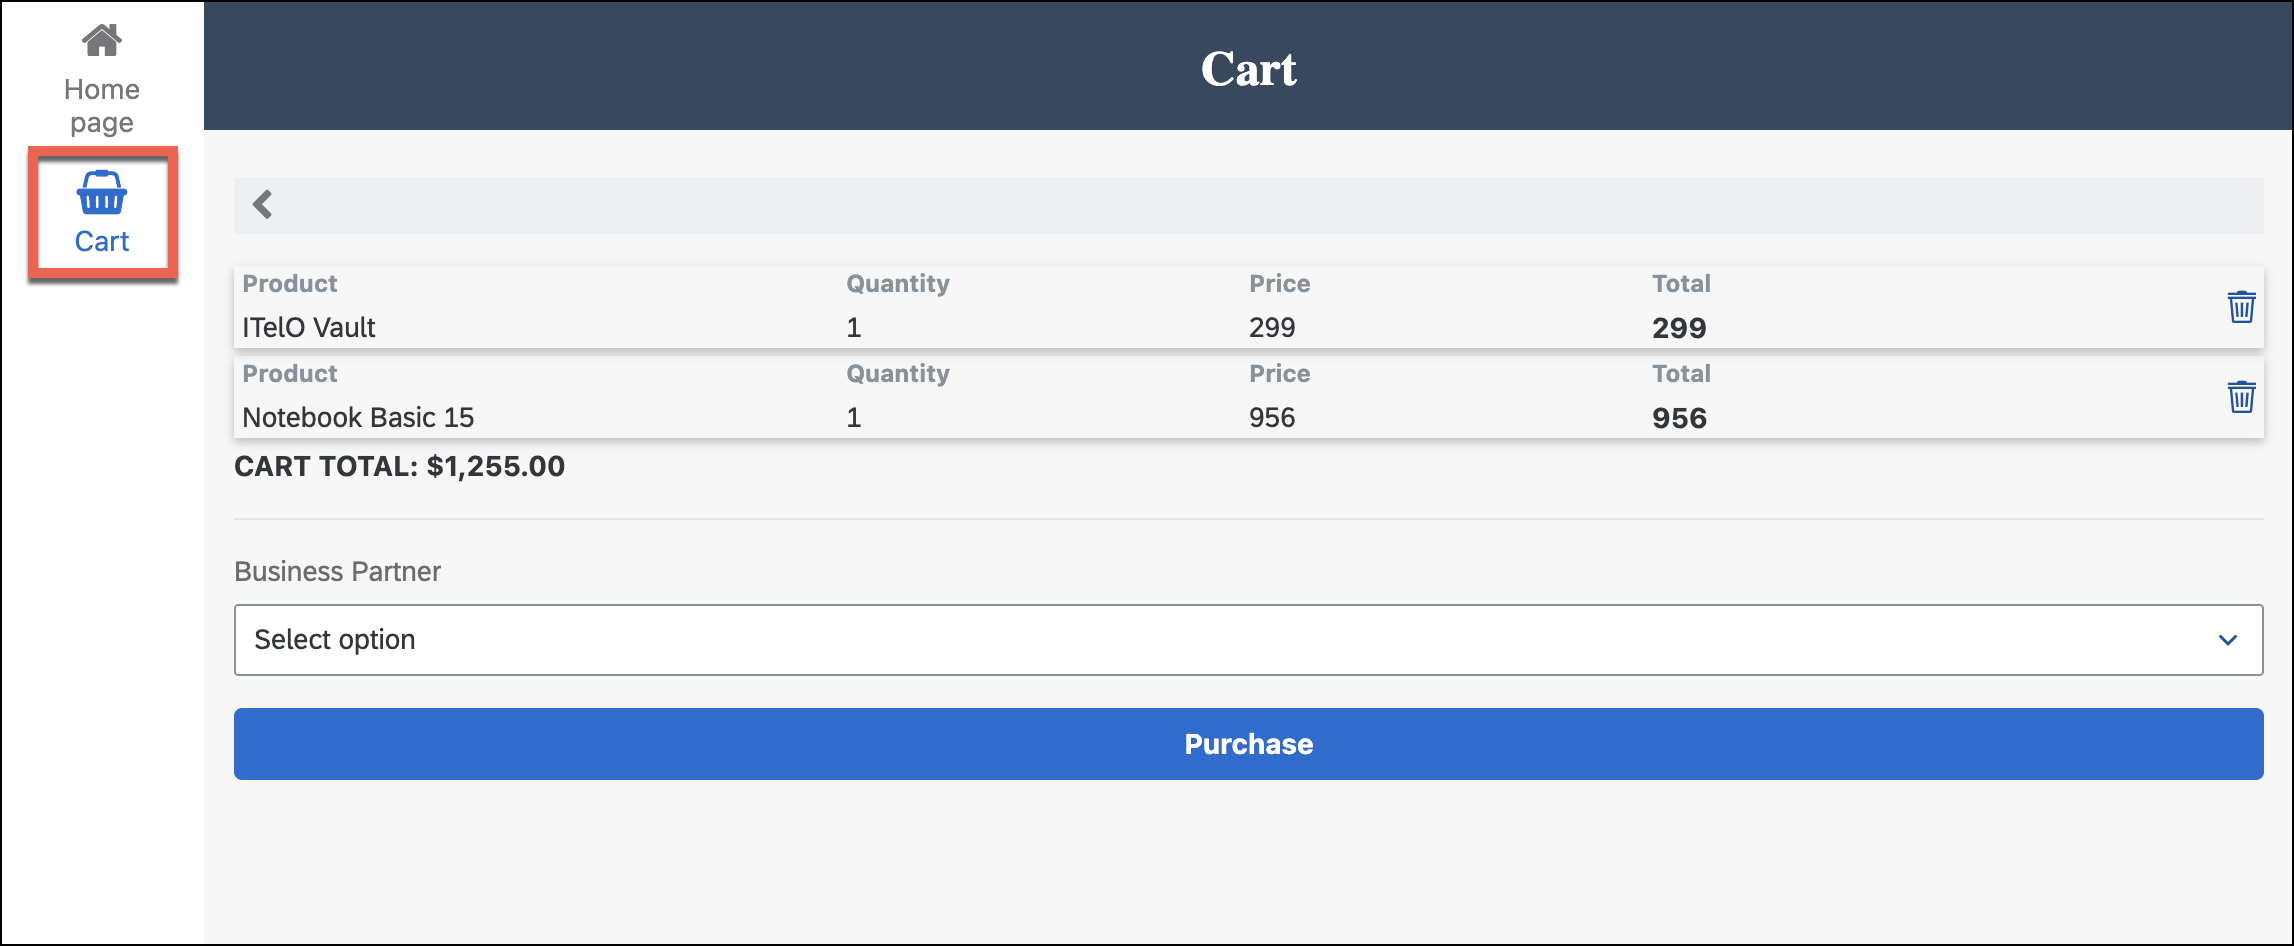 Home
page
Cart
Cart
Product Quantity Price Total
ITelO Vault 1 299 299
Product Quantity Price Total
Notebook Basic 15 1 956 956
CART TOTAL: $1,255.00
Business Partner
Select option
Purchase